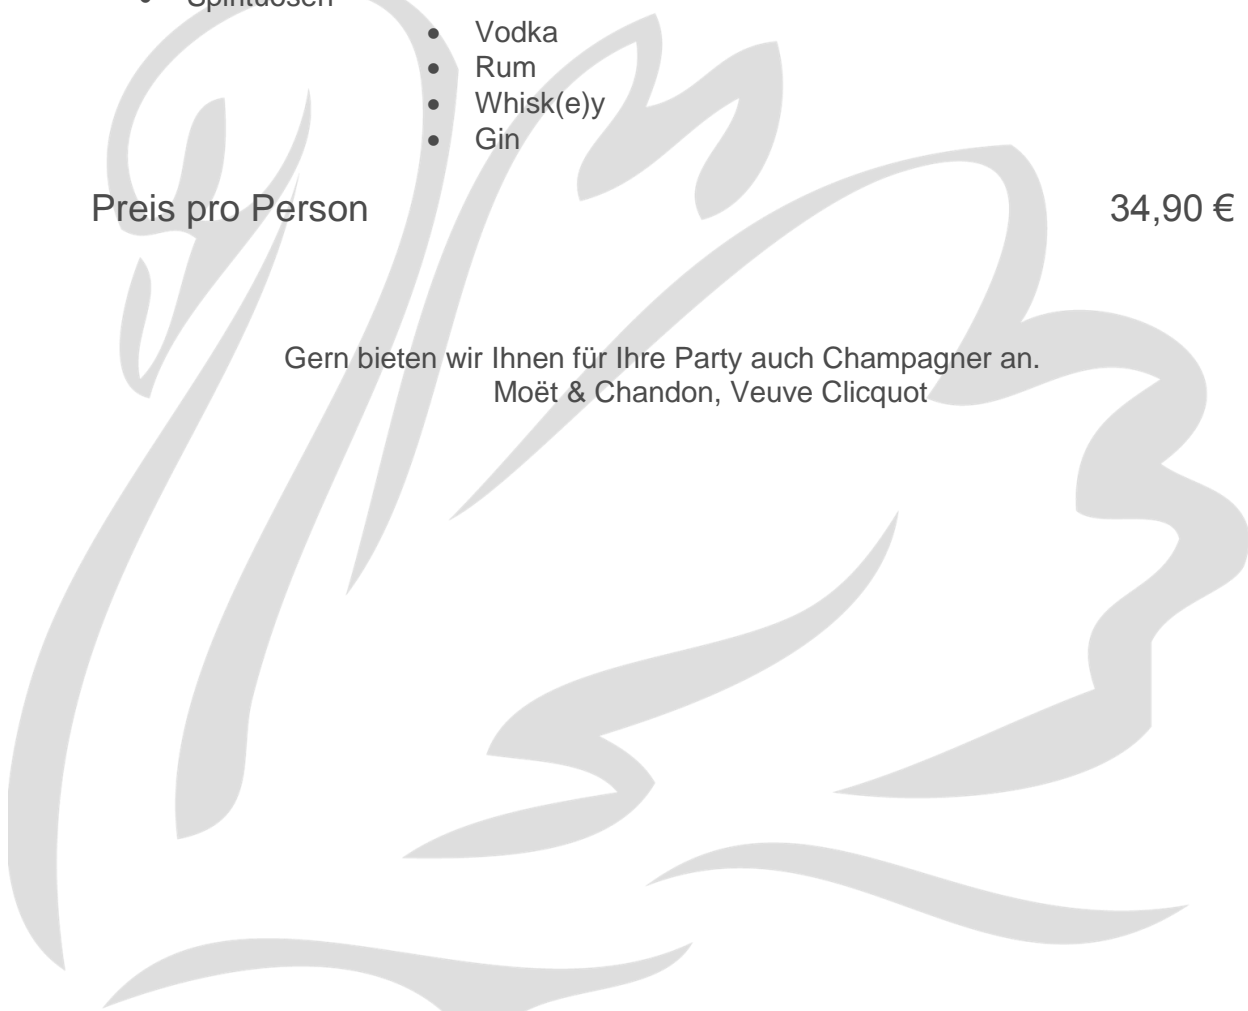 • Spirituosen
• Vodka
• Rum
• Whisk(e)y
• Gin
Preis pro Person 34,90 €
Gern bieten wir Ihnen für Ihre Party auch Champagner an.
Moët & Chandon, Veuve Clicquot